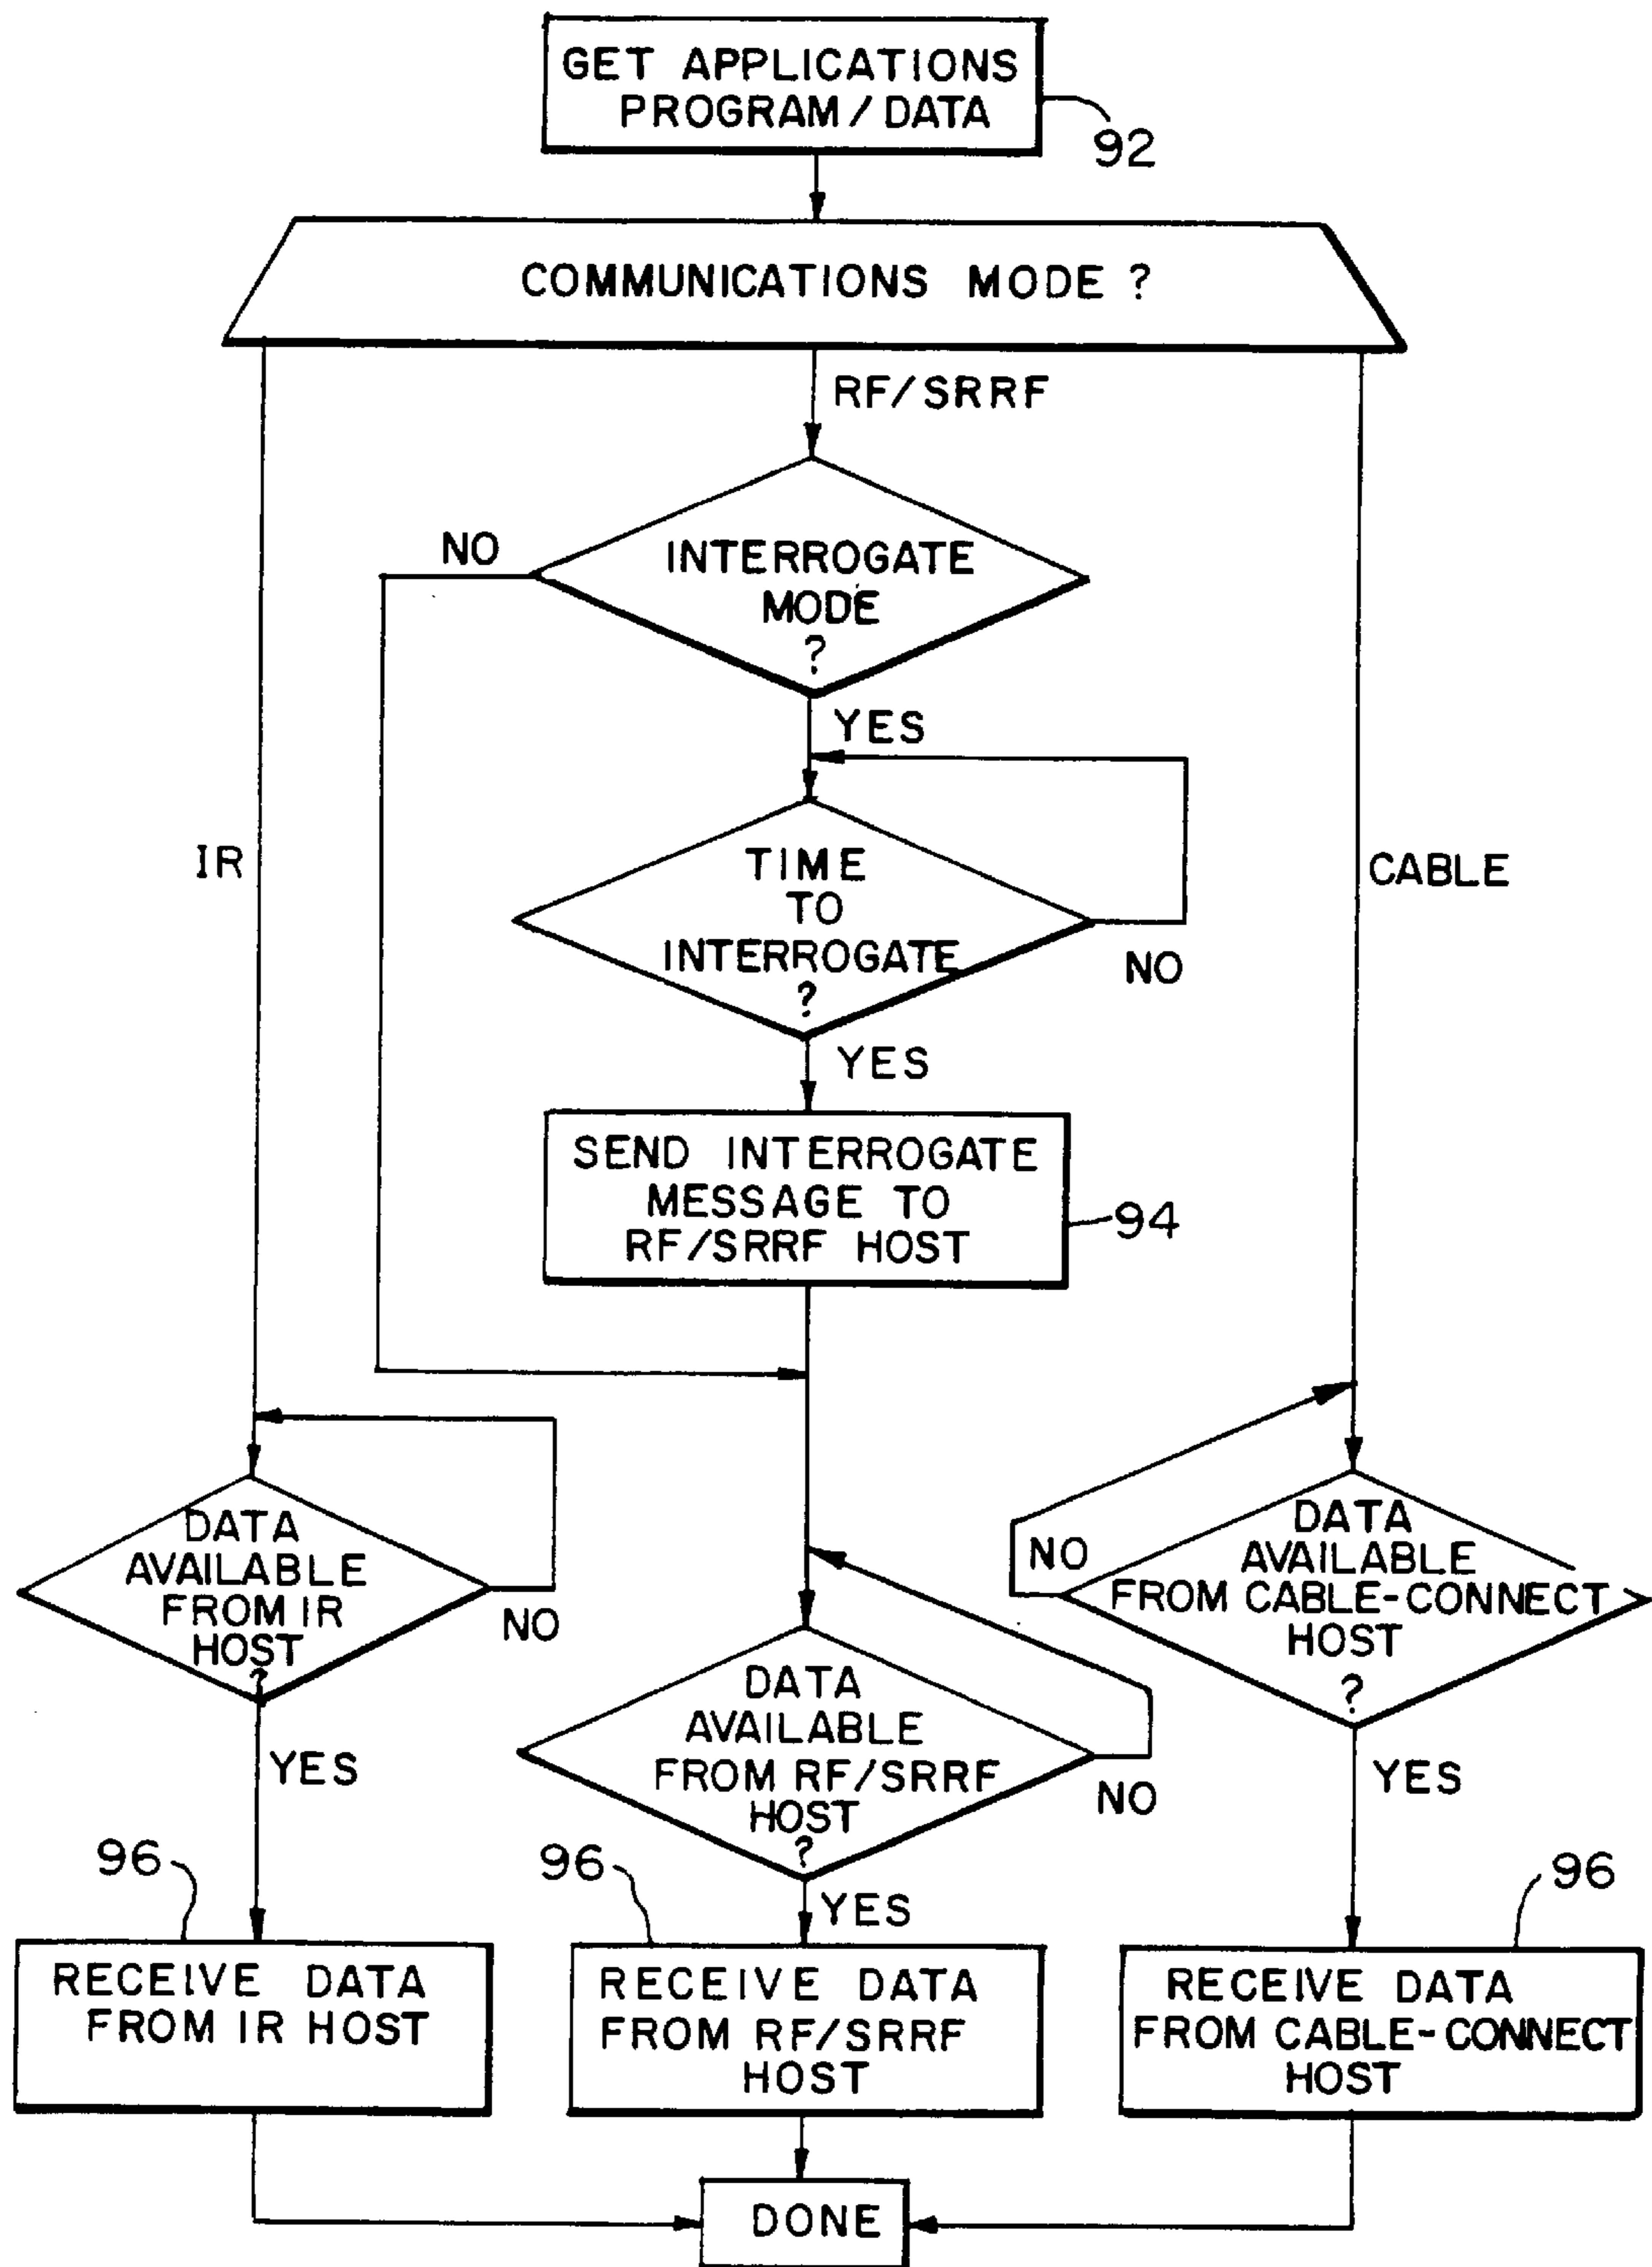 GET APPLICATIONS
PROGRAM/DATA
92
COMMUNICATIONS MODE ?
RF/SRRF
NO
INTERROGATE
MODE
?
YES
IR
CABLE
TIME
TO
INTERROGATE
?
NO
YES
SEND INTERROGATE
MESSAGE TO
RF/SRRF HOST
94
DATA
AVAILABLE
FROM IR
HOST
?
NO
YES
DATA
AVAILABLE
FROM RF/SRRF
HOST
?
NO
YES
DATA
AVAILABLE
FROM CABLE-CONNECT
HOST
?
NO
YES
96
RECEIVE DATA
FROM IR HOST
96
RECEIVE DATA
FROM RF/SRRF
HOST
96
RECEIVE DATA
FROM CABLE-CONNECT
HOST
DONE